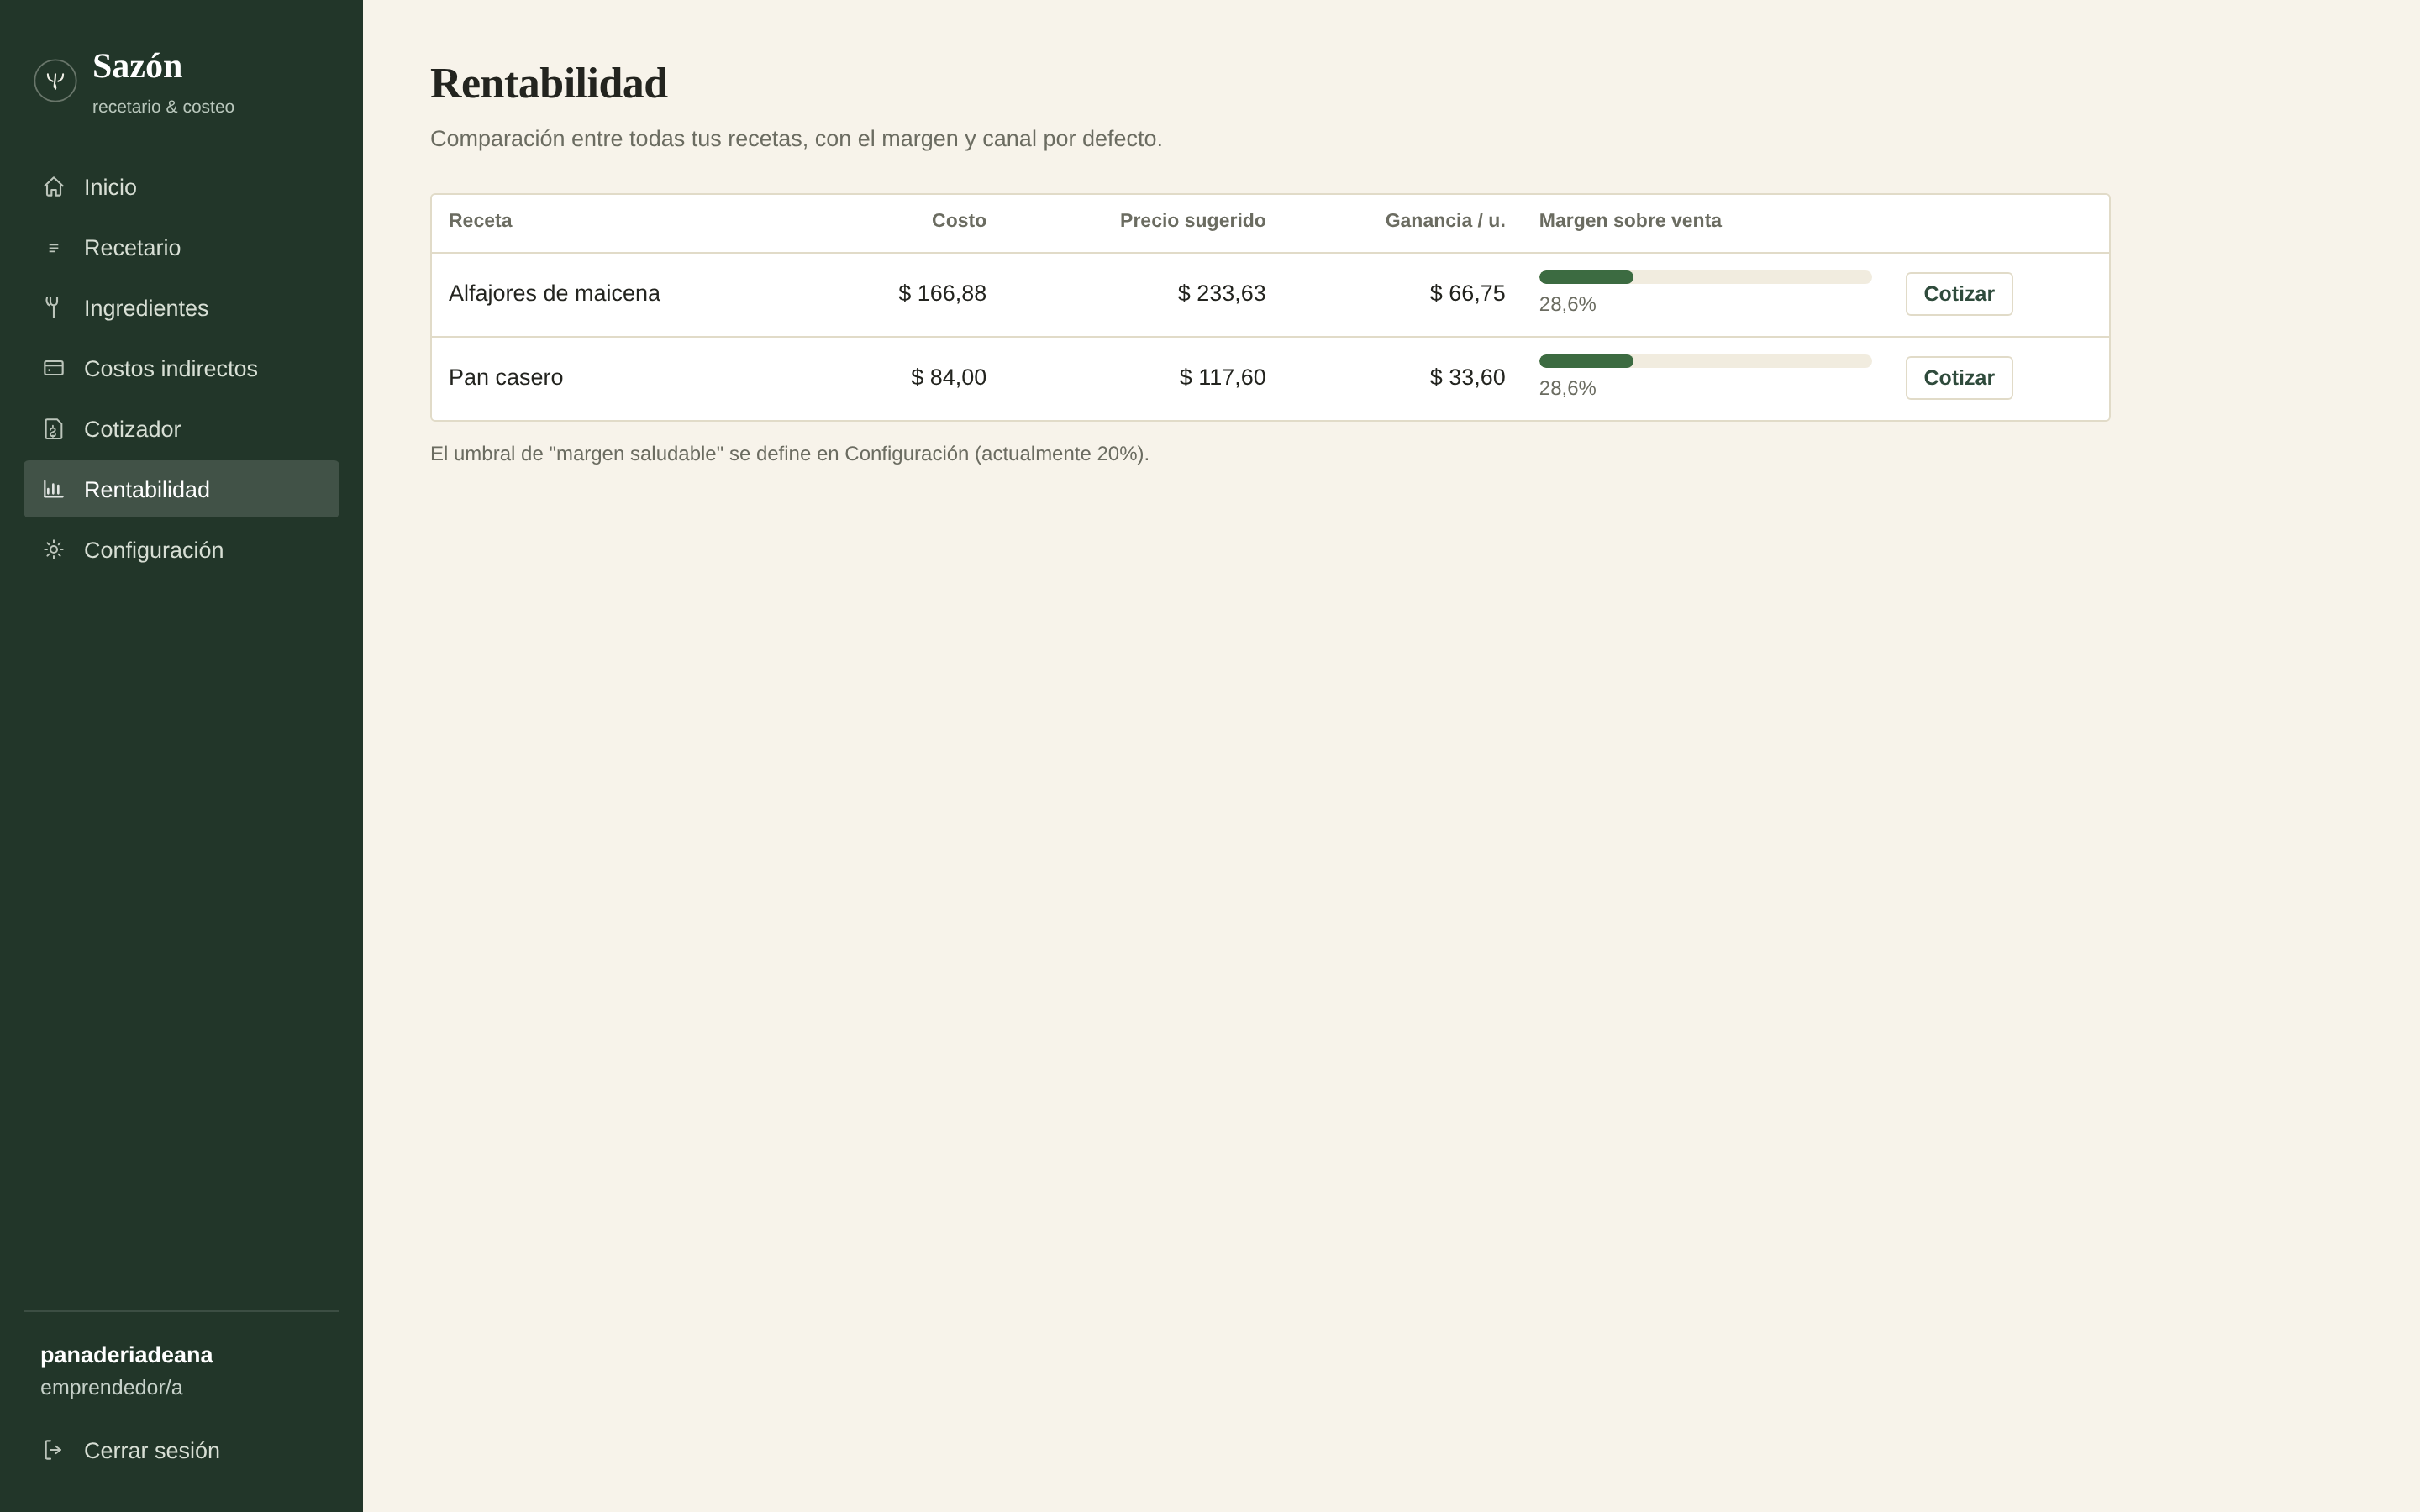 Sazón
recetario & costeo
Inicio
Recetario
Ingredientes
Costos indirectos
Cotizador
Rentabilidad
Configuración
panaderiadeana
emprendedor/a
Cerrar sesión
Rentabilidad
Comparación entre todas tus recetas, con el margen y canal por defecto.
Receta Costo Precio sugerido Ganancia / u. Margen sobre venta
Alfajores de maicena $ 166,88 $ 233,63 $ 66,75 28,6% Cotizar
Pan casero $ 84,00 $ 117,60 $ 33,60 28,6% Cotizar
El umbral de "margen saludable" se define en Configuración (actualmente 20%).